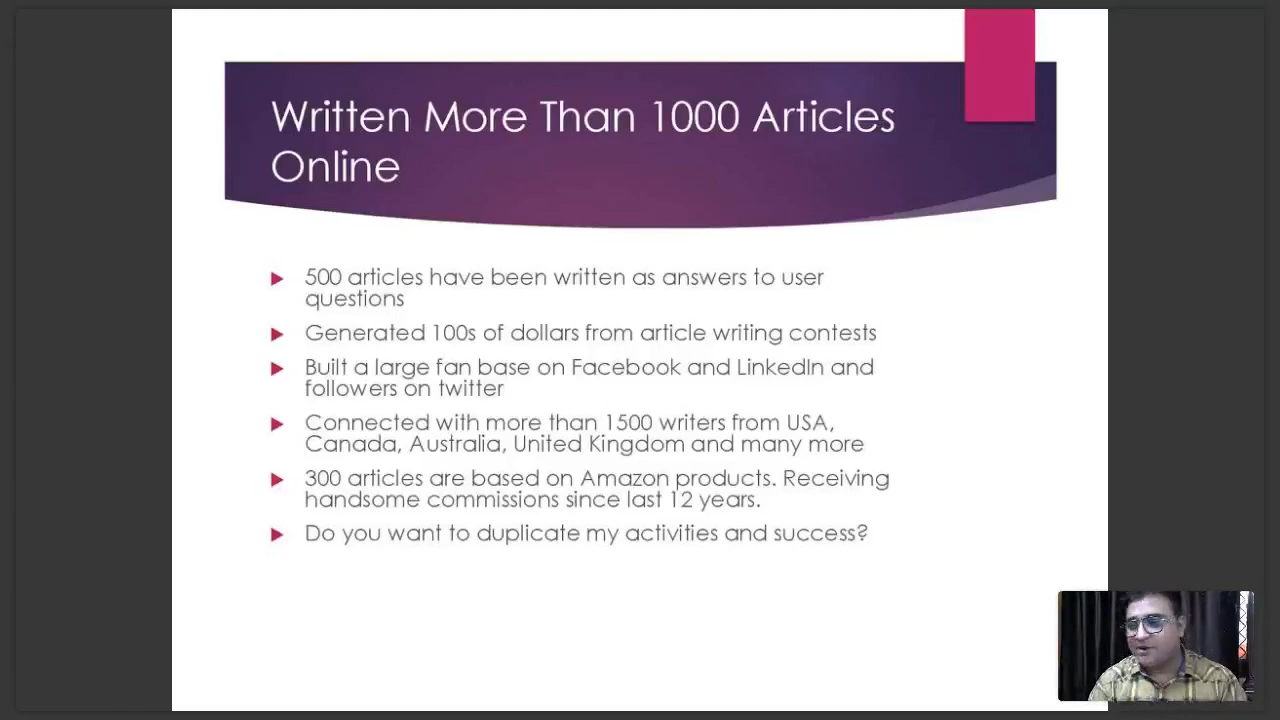 Written More Than 1000 Articles
Online
500 articles have been written as answers to user
questions
Generated 100s of dollars from article writing contests
Built a large fan base on Facebook and LinkedIn and
followers on twitter
Connected with more than 1500 writers from USA,
Canada, Australia, United Kingdom and many more
300 articles are based on Amazon products. Receiving
handsome commissions since last 12 years.
Do you want to duplicate my activities and success?